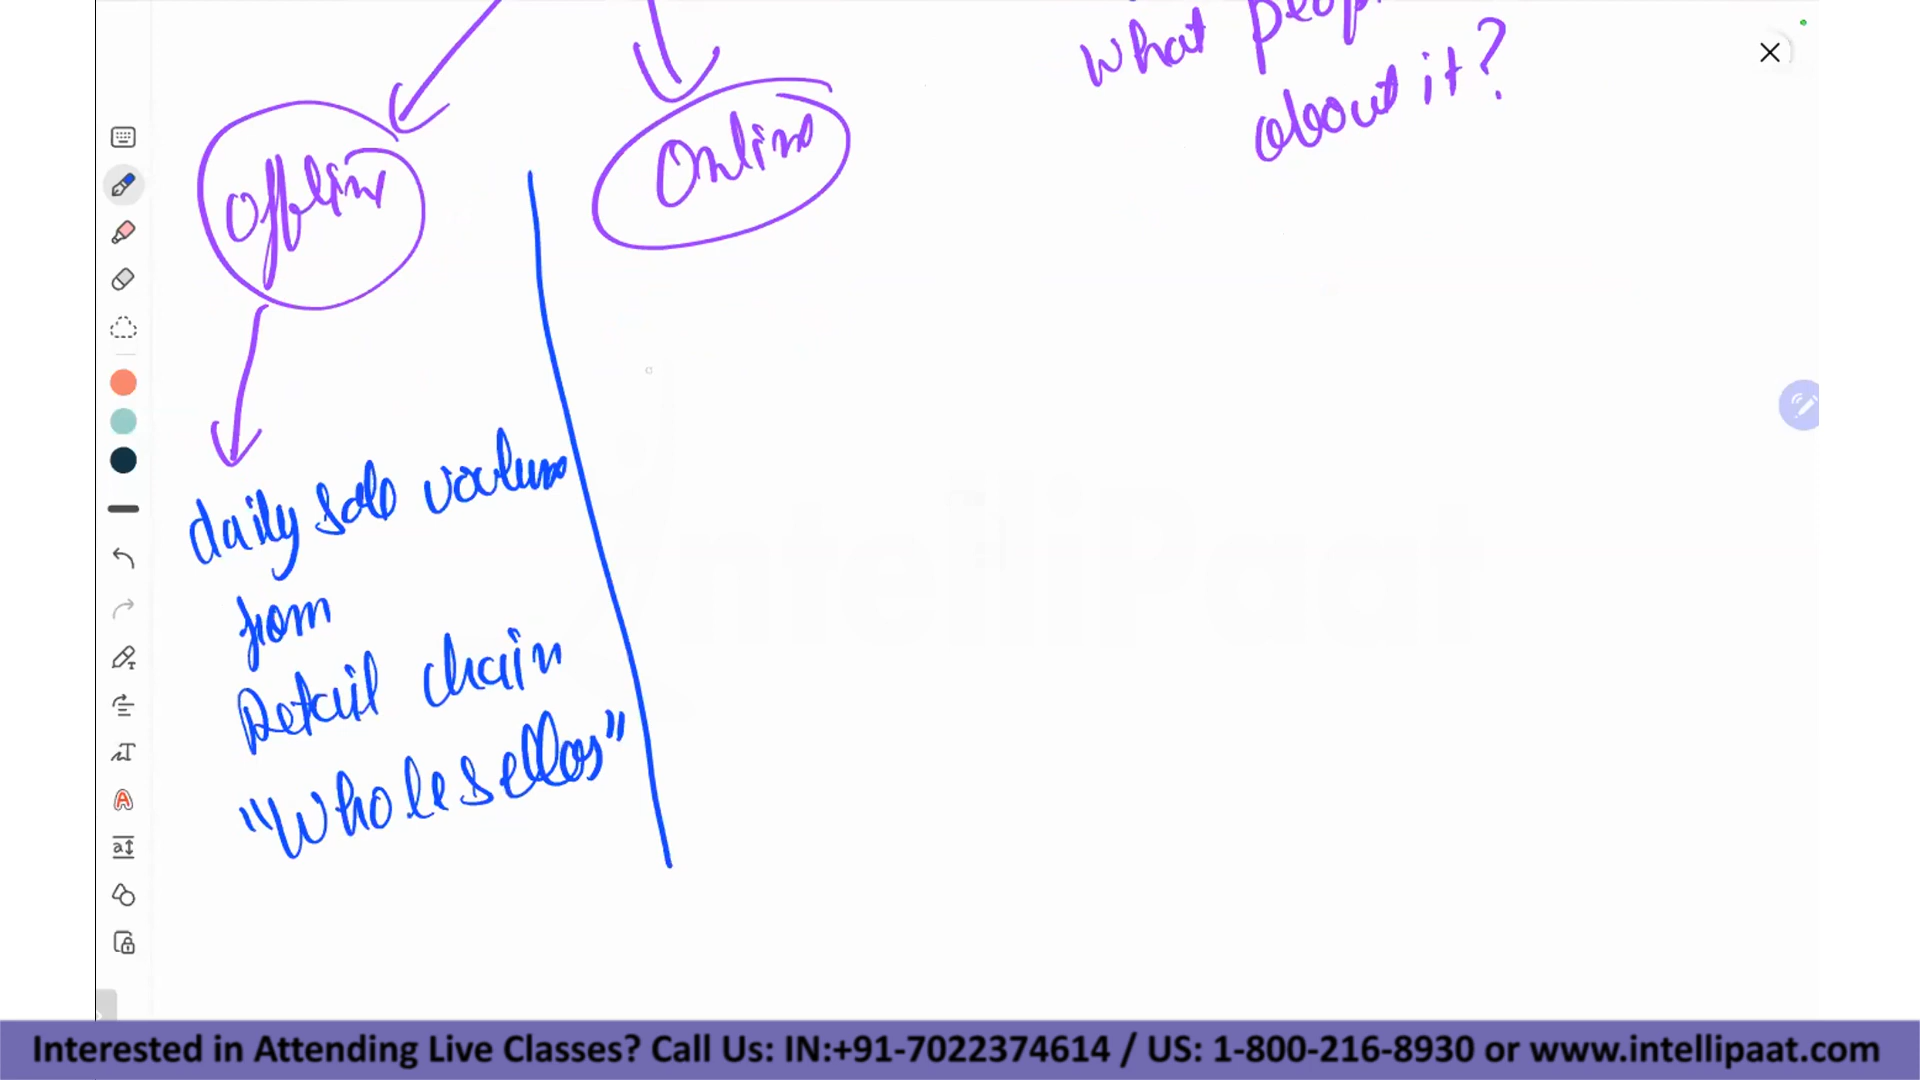 what
about it?
Offline
Online
daily sale volume
from
Retail chain
"Wholesellers"
IntelliPaat
Interested in Attending Live Classes? Call Us: IN:+91-7022374614 / US: 1-800-216-8930 or www.intellipaat.com